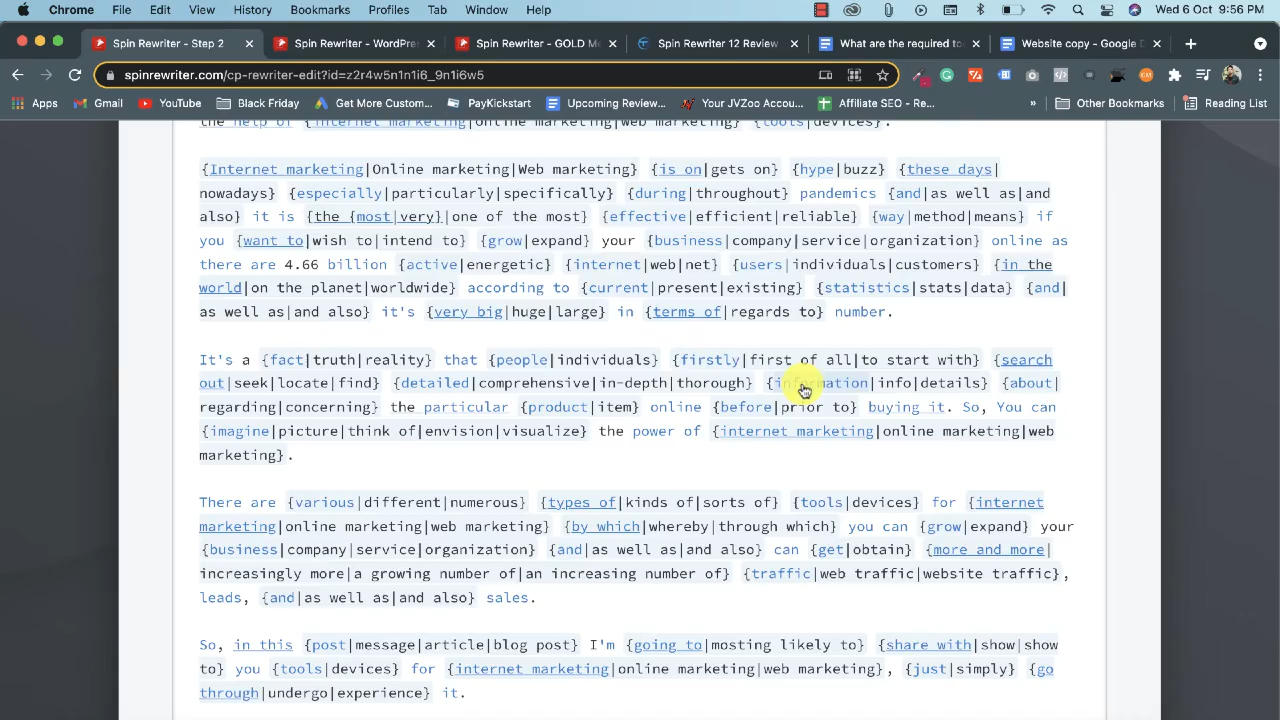 Chrome File Edit View History Bookmarks Profiles Tab Window Help Wed 6 Oct 9:56 PM
Spin Rewriter - Step 2 Spin Rewriter - WordPre Spin Rewriter - GOLD M Spin Rewriter 12 Review What are the required to Website copy - Google D
spinrewriter.com/cp-rewriter-edit?id=z2r4w5n1n1i6_9n1i6w5
Apps Gmail YouTube Black Friday Get More Custom... PayKickstart Upcoming Review... Your JVZoo Accou... Affiliate SEO - Re... » Other Bookmarks Reading List
the help of {internet marketing|online marketing|web marketing} {tools|devices}.
{Internet marketing|Online marketing|Web marketing} {is on|gets on} {hype|buzz} {these days|
nowadays} {especially|particularly|specifically} {during|throughout} pandemics {and|as well as|and
also} it is {the {most|very}|one of the most} {effective|efficient|reliable} {way|method|means} if
you {want to|wish to|intend to} {grow|expand} your {business|company|service|organization} online as
there are 4.66 billion {active|energetic} {internet|web|net} {users|individuals|customers} {in the
world|on the planet|worldwide} according to {current|present|existing} {statistics|stats|data} {and|
as well as|and also} it's {very big|huge|large} in {terms of|regards to} number.
It's a {fact|truth|reality} that {people|individuals} {firstly|first of all|to start with} {search
out|seek|locate|find} {detailed|comprehensive|in-depth|thorough} {information|info|details} {about|
regarding|concerning} the particular {product|item} online {before|prior to} buying it. So, You can
{imagine|picture|think of|envision|visualize} the power of {internet marketing|online marketing|web
marketing}.
There are {various|different|numerous} {types of|kinds of|sorts of} {tools|devices} for {internet
marketing|online marketing|web marketing} {by which|whereby|through which} you can {grow|expand} your
{business|company|service|organization} {and|as well as|and also} can {get|obtain} {more and more|
increasingly more|a growing number of|an increasing number of} {traffic|web traffic|website traffic},
leads, {and|as well as|and also} sales.
So, in this {post|message|article|blog post} I'm {going to|mosting likely to} {share with|show|show
to} you {tools|devices} for {internet marketing|online marketing|web marketing}, {just|simply} {go
through|undergo|experience} it.